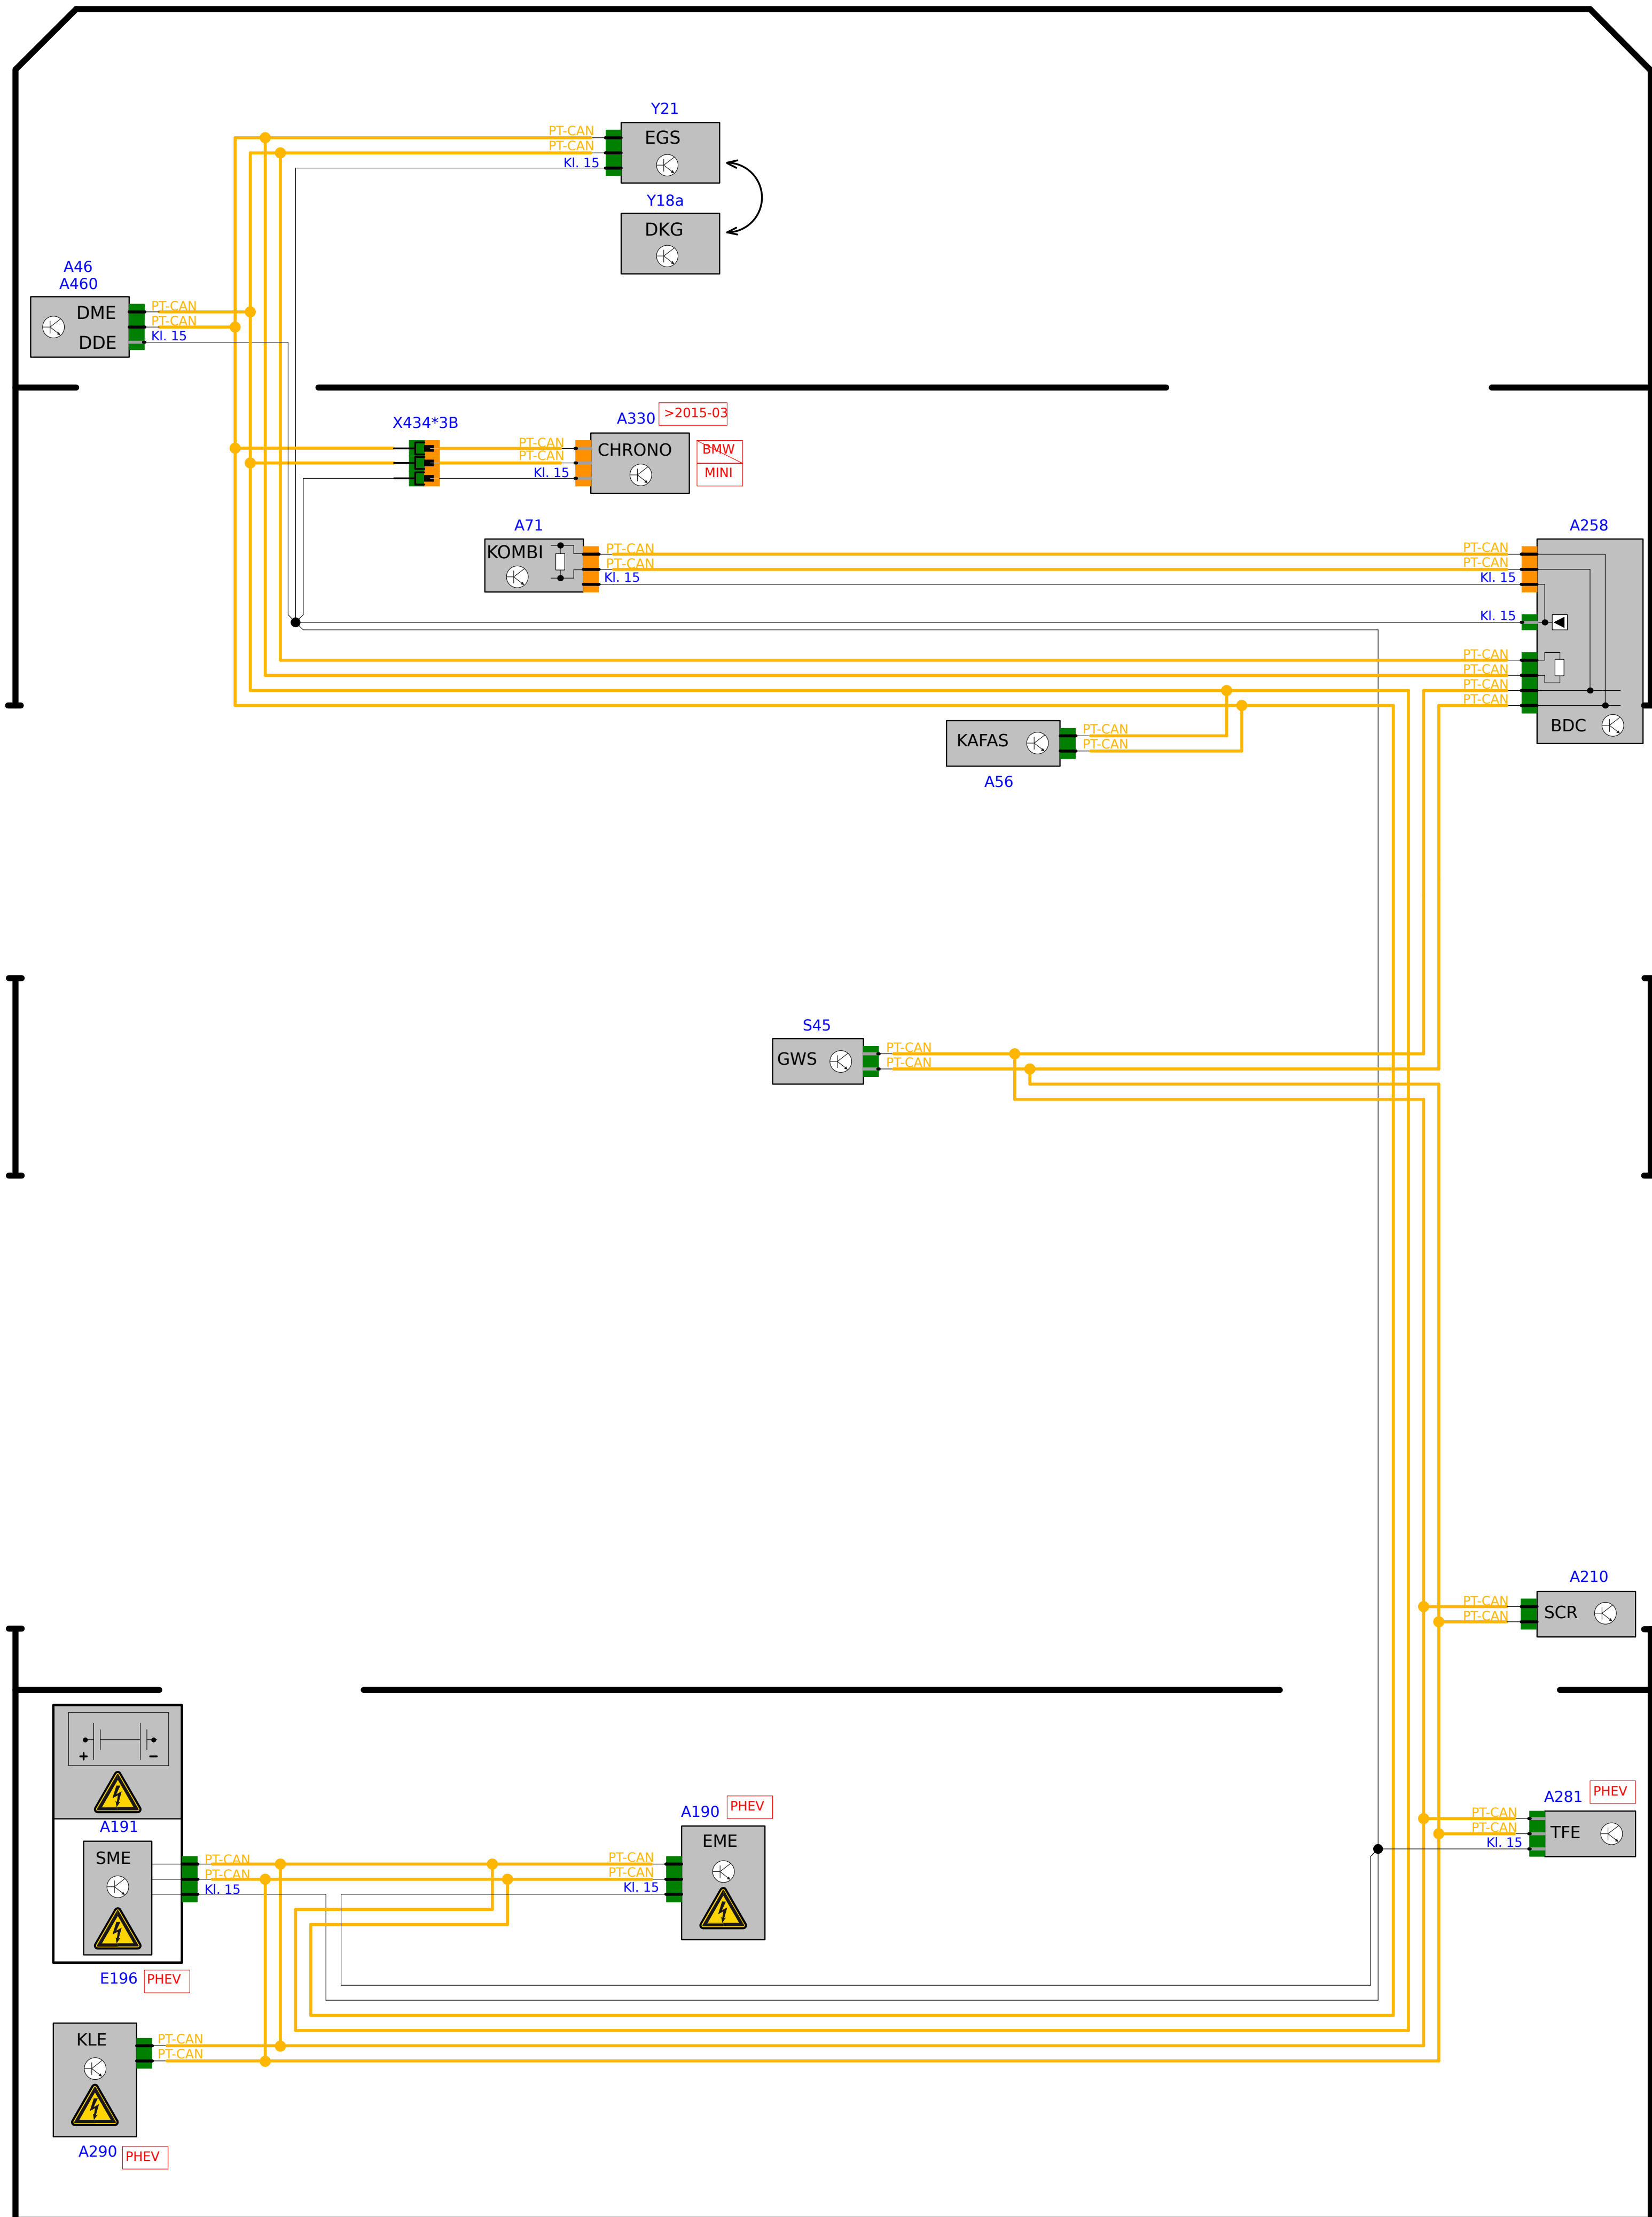 Y21
PT-CAN
PT-CAN
Kl. 15
EGS
Y18a
DKG
A46
A460
DME
DDE
PT-CAN
PT-CAN
Kl. 15
X434*3B
A330
>2015-03
PT-CAN
PT-CAN
Kl. 15
CHRONO
BMW
MINI
A71
KOMBI
PT-CAN
PT-CAN
Kl. 15
A258
PT-CAN
PT-CAN
Kl. 15
Kl. 15
PT-CAN
PT-CAN
PT-CAN
PT-CAN
BDC
KAFAS
PT-CAN
PT-CAN
A56
S45
GWS
PT-CAN
PT-CAN
A210
PT-CAN
PT-CAN
SCR
+ −
A191
SME
PT-CAN
PT-CAN
Kl. 15
E196
PHEV
A190
PHEV
EME
PT-CAN
PT-CAN
Kl. 15
A281
PHEV
PT-CAN
PT-CAN
Kl. 15
TFE
KLE
PT-CAN
PT-CAN
A290
PHEV